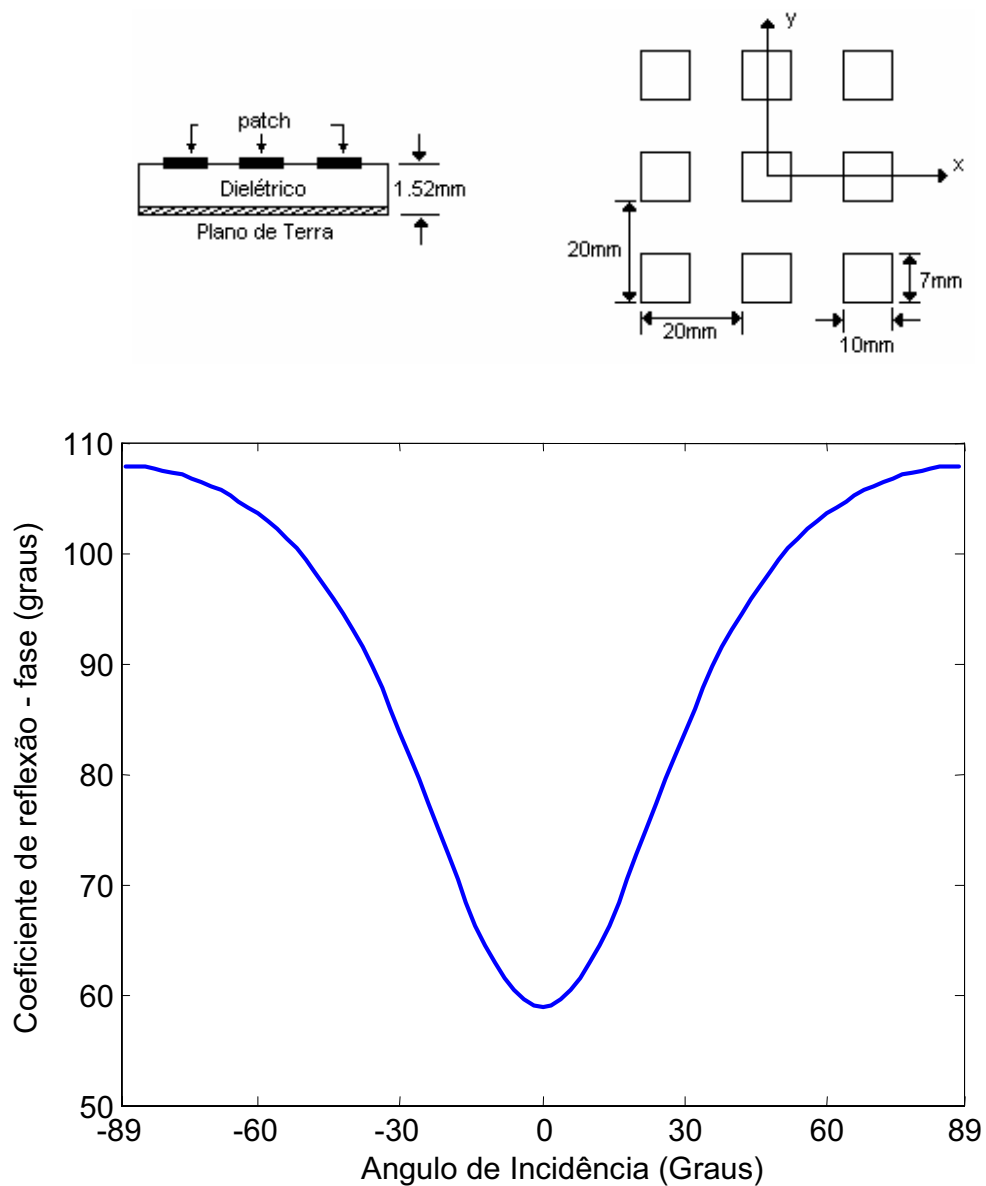 patch
Dielétrico
1.52mm
Plano de Terra
y
x
20mm
20mm
7mm
10mm
110
100
90
80
70
60
50
Coeficiente de reflexão - fase (graus)
-89 -60 -30 0 30 60 89
Angulo de Incidência (Graus)